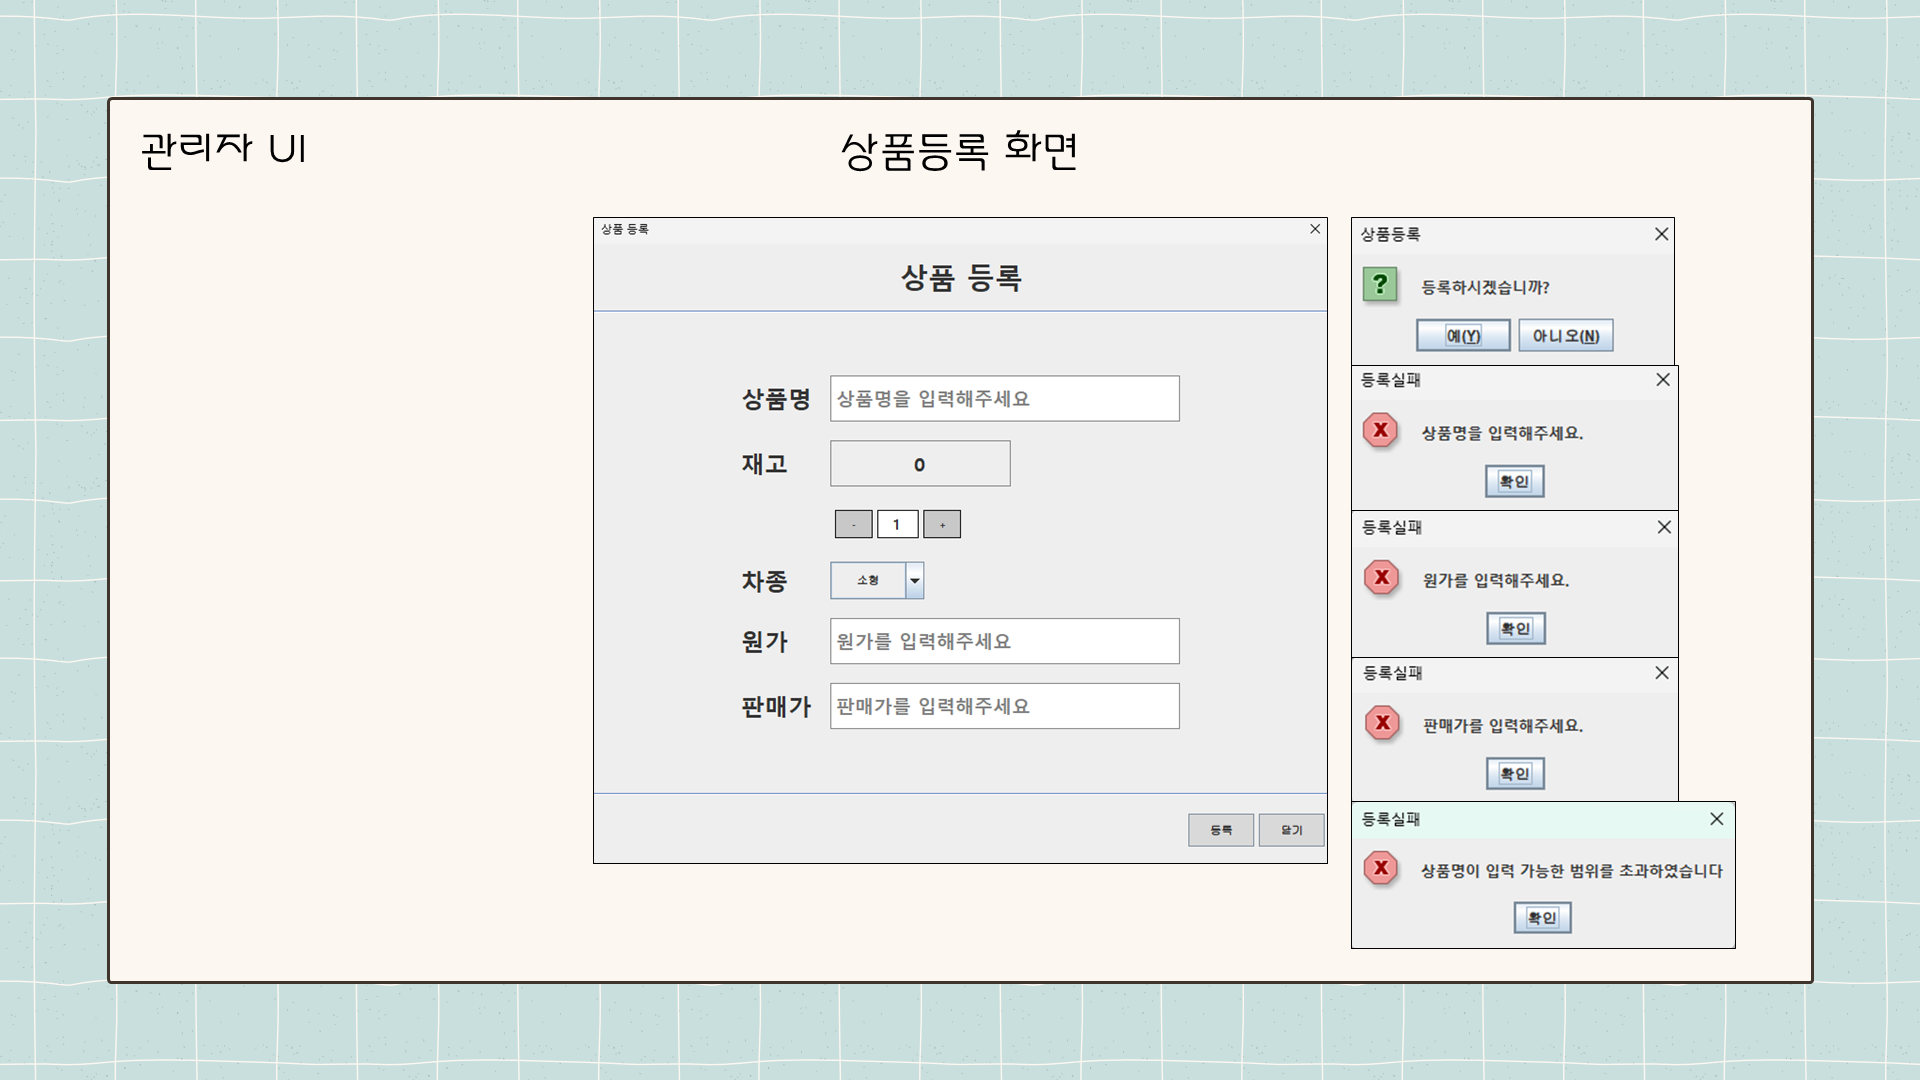 관리자 UI
상품등록 화면
상품 등록
상품 등록
상품명
상품명을 입력해주세요
재고
0
-
1
+
차종
소형
원가
원가를 입력해주세요
판매가
판매가를 입력해주세요
등록
닫기
상품등록
?
등록하시겠습니까?
예(Y)
아니오(N)
등록실패
상품명을 입력해주세요.
확인
등록실패
원가를 입력해주세요.
확인
등록실패
판매가를 입력해주세요.
확인
등록실패
상품명이 입력 가능한 범위를 초과하였습니다
확인